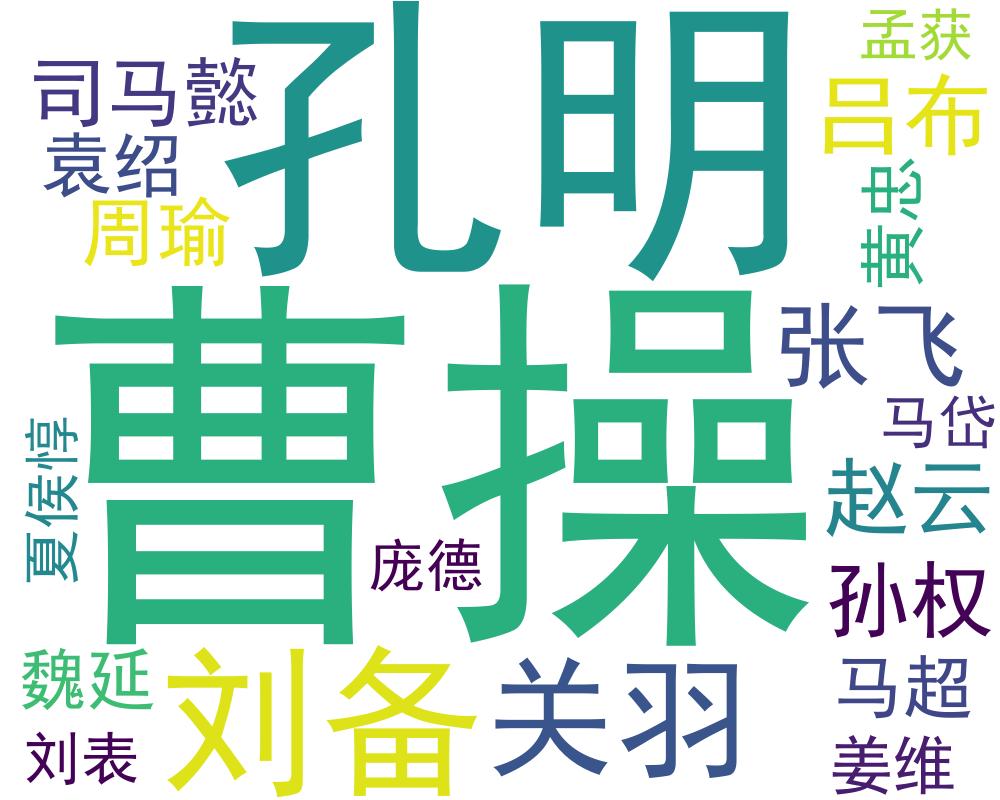 孔明
孟获
司马懿
吕布
袁绍
黄忠
周瑜
曹操
张飞
马岱
夏侯惇
赵云
庞德
孙权
魏延
刘备
关羽
马超
刘表
姜维